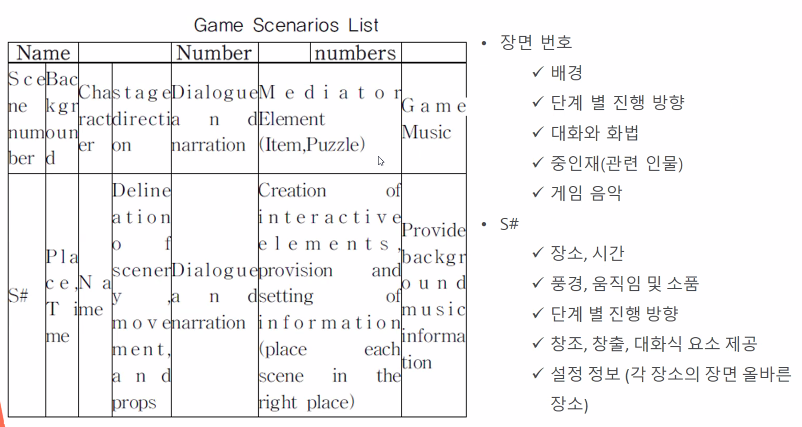 Game Scenarios List
Name Number numbers
Scene number
Background
Character
stage direction
Dialogue and narration
Mediator Element (Item,Puzzle)
Game Music
S#
Place, Time
Name
Delineation of scenery, movement, and props
Dialogue and narration
Creation of interactive elements, provision and setting of information (place each scene in the right place)
Provide background music information
• 장면 번호
✓ 배경
✓ 단계 별 진행 방향
✓ 대화와 화법
✓ 중인재(관련 인물)
✓ 게임 음악
• S#
✓ 장소, 시간
✓ 풍경, 움직임 및 소품
✓ 단계 별 진행 방향
✓ 창조, 창출, 대화식 요소 제공
✓ 설정 정보 (각 장소의 장면 올바른
장소)